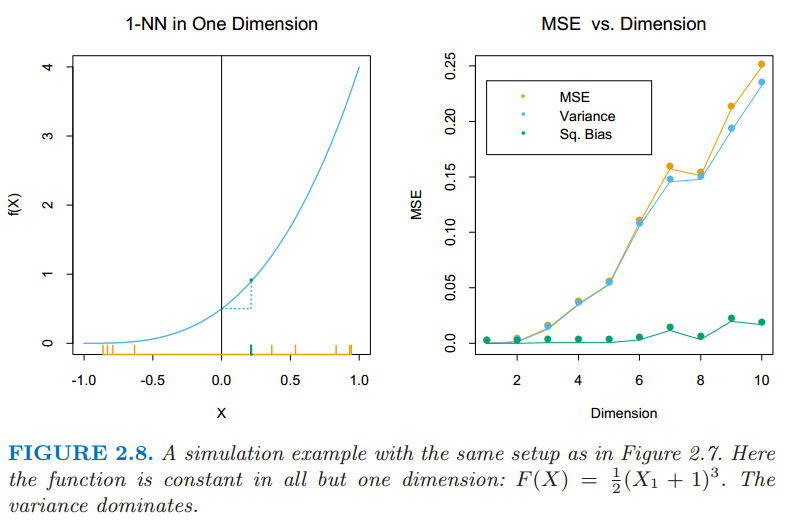 1-NN in One Dimension
f(X)
4
3
2
1
0
-1.0 -0.5 0.0 0.5 1.0
X
MSE vs. Dimension
MSE
0.25
0.20
0.15
0.10
0.05
0.0
MSE
Variance
Sq. Bias
2 4 6 8 10
Dimension
FIGURE 2.8. A simulation example with the same setup as in Figure 2.7. Here
the function is constant in all but one dimension: F(X) = 1/2(X₁ + 1)³. The
variance dominates.